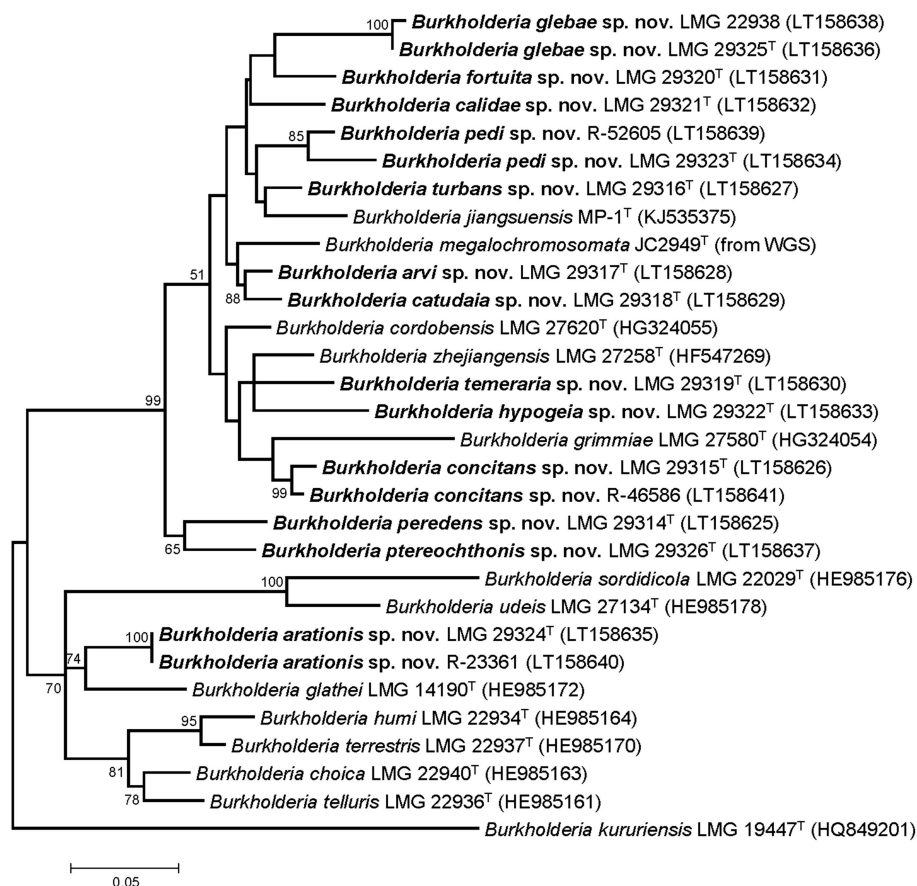 100 Burkholderia glebae sp. nov. LMG 22938 (LT158638)
Burkholderia glebae sp. nov. LMG 29325ᵀ (LT158636)
Burkholderia fortuita sp. nov. LMG 29320ᵀ (LT158631)
Burkholderia calidae sp. nov. LMG 29321ᵀ (LT158632)
85 Burkholderia pedi sp. nov. R-52605 (LT158639)
Burkholderia pedi sp. nov. LMG 29323ᵀ (LT158634)
Burkholderia turbans sp. nov. LMG 29316ᵀ (LT158627)
Burkholderia jiangsuensis MP-1ᵀ (KJ535375)
Burkholderia megalochromosomata JC2949ᵀ (from WGS)
51 Burkholderia arvi sp. nov. LMG 29317ᵀ (LT158628)
88 Burkholderia catudaia sp. nov. LMG 29318ᵀ (LT158629)
Burkholderia cordobensis LMG 27620ᵀ (HG324055)
Burkholderia zhejiangensis LMG 27258ᵀ (HF547269)
Burkholderia temeraria sp. nov. LMG 29319ᵀ (LT158630)
99 Burkholderia hypogeia sp. nov. LMG 29322ᵀ (LT158633)
Burkholderia grimmiae LMG 27580ᵀ (HG324054)
Burkholderia concitans sp. nov. LMG 29315ᵀ (LT158626)
99 Burkholderia concitans sp. nov. R-46586 (LT158641)
Burkholderia peredens sp. nov. LMG 29314ᵀ (LT158625)
65 Burkholderia ptereochthonis sp. nov. LMG 29326ᵀ (LT158637)
100 Burkholderia sordidicola LMG 22029ᵀ (HE985176)
Burkholderia udeis LMG 27134ᵀ (HE985178)
100 Burkholderia arationis sp. nov. LMG 29324ᵀ (LT158635)
74 Burkholderia arationis sp. nov. R-23361 (LT158640)
70 Burkholderia glathei LMG 14190ᵀ (HE985172)
95 Burkholderia humi LMG 22934ᵀ (HE985164)
Burkholderia terrestris LMG 22937ᵀ (HE985170)
81 Burkholderia choica LMG 22940ᵀ (HE985163)
78 Burkholderia telluris LMG 22936ᵀ (HE985161)
Burkholderia kururiensis LMG 19447ᵀ (HQ849201)
0.05